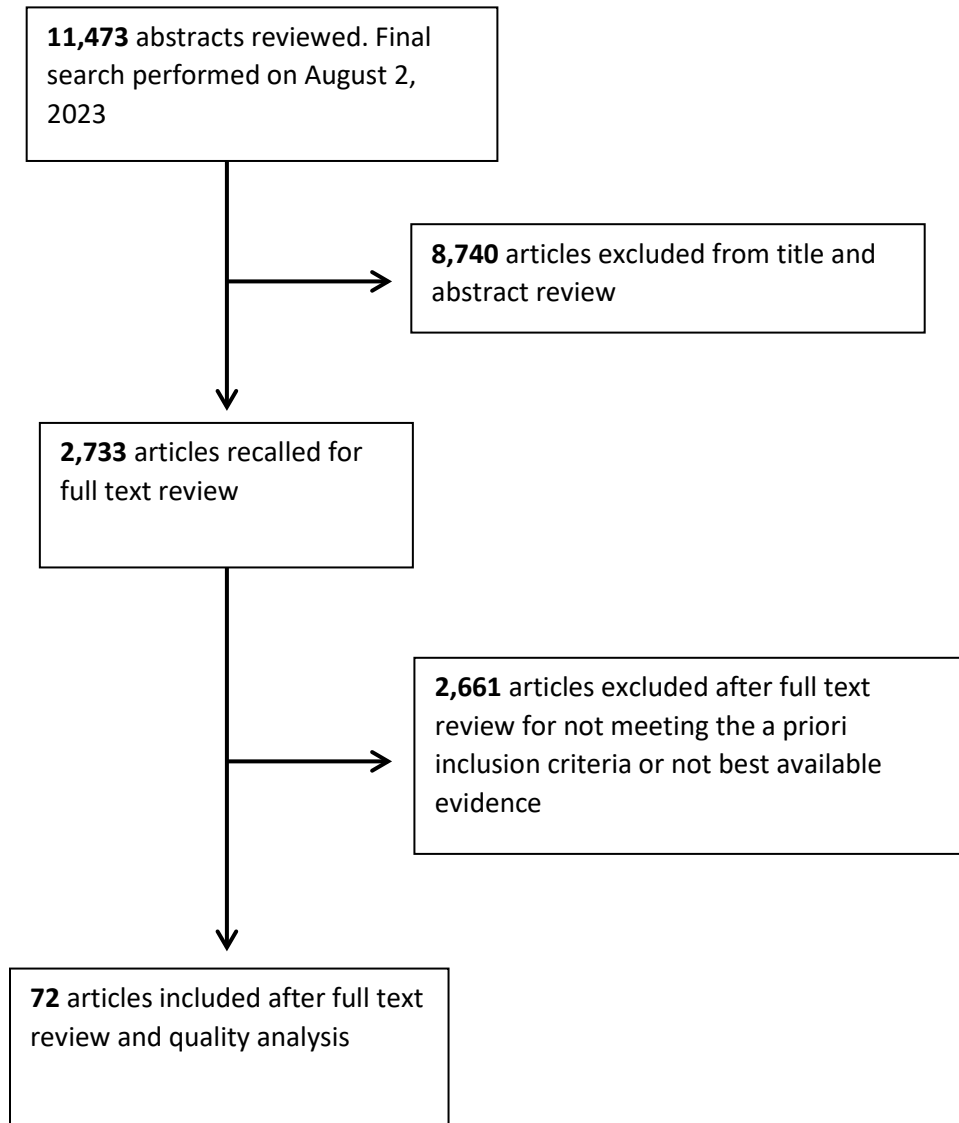 11,473 abstracts reviewed. Final
search performed on August 2,
2023
8,740 articles excluded from title and
abstract review
2,733 articles recalled for
full text review
2,661 articles excluded after full text
review for not meeting the a priori
inclusion criteria or not best available
evidence
72 articles included after full text
review and quality analysis